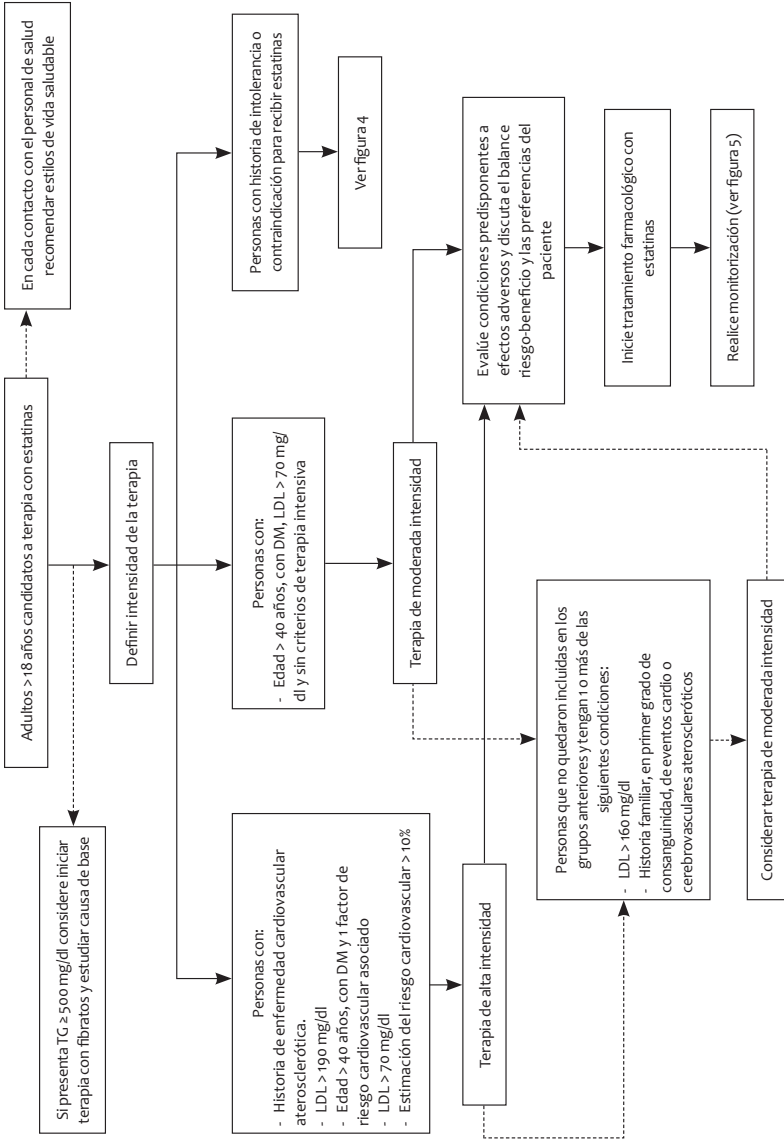 Adultos > 18 años candidatos a terapia con estatinas
En cada contacto con el personal de salud
recomendar estilos de vida saludable
Si presenta TG ≥ 500 mg/dl considere iniciar
terapia con fibratos y estudiar causa de base
Definir intensidad de la terapia
Personas con:
- Historia de enfermedad cardiovascular
aterosclerótica.
- LDL > 190 mg/dl
- Edad > 40 años, con DM y 1 factor de
riesgo cardiovascular asociado
- LDL > 70 mg/dl
- Estimación del riesgo cardiovascular > 10%
Personas con:
- Edad > 40 años, con DM, LDL > 70 mg/
dl y sin criterios de terapia intensiva
Personas con historia de intolerancia o
contraindicación para recibir estatinas
Ver figura 4
Terapia de alta intensidad
Terapia de moderada intensidad
Personas que no quedaron incluidas en los
grupos anteriores y tengan 1 o más de las
siguientes condiciones:
- LDL > 160 mg/dl
- Historia familiar, en primer grado de
consanguinidad, de eventos cardio o
cerebrovasculares ateroscleróticos
Considerar terapia de moderada intensidad
Evalúe condiciones predisponentes a
efectos adversos y discuta el balance
riesgo-beneficio y las preferencias del
paciente
Inicie tratamiento farmacológico con
estatinas
Realice monitorización (ver figura 5)